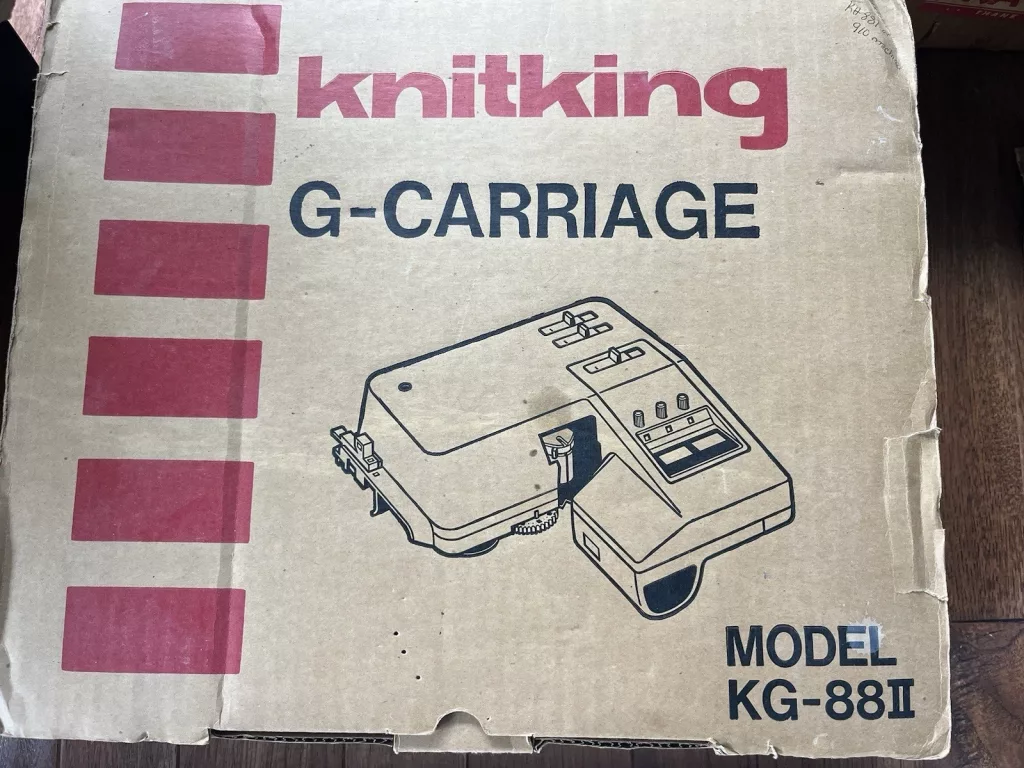 knitking
G-CARRIAGE
MODEL
KG-88II